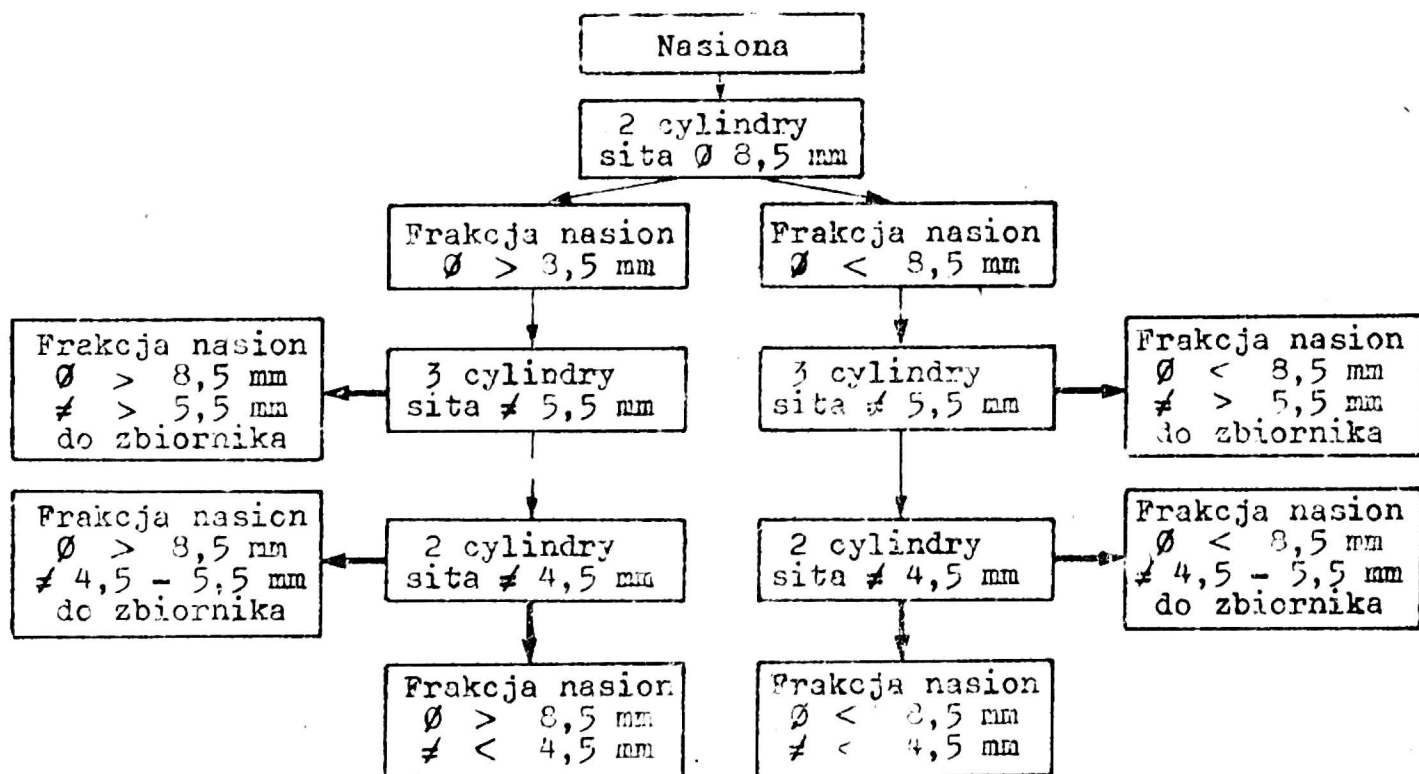 Nasiona
2 cylindry
sita Ø 8,5 mm
Frakcja nasion
Ø > 8,5 mm
Frakcja nasion
Ø < 8,5 mm
Frakcja nasion
Ø > 8,5 mm
≠ > 5,5 mm
do zbiornika
3 cylindry
sita ≠ 5,5 mm
3 cylindry
sita ≠ 5,5 mm
Frakcja nasion
Ø < 8,5 mm
≠ > 5,5 mm
do zbiornika
Frakcja nasion
Ø > 8,5 mm
≠ 4,5 - 5,5 mm
do zbiornika
2 cylindry
sita ≠ 4,5 mm
2 cylindry
sita ≠ 4,5 mm
Frakcja nasion
Ø < 8,5 mm
≠ 4,5 - 5,5 mm
do zbiornika
Frakcja nasion
Ø > 8,5 mm
≠ < 4,5 mm
Frakcja nasion
Ø < 8,5 mm
≠ < 4,5 mm